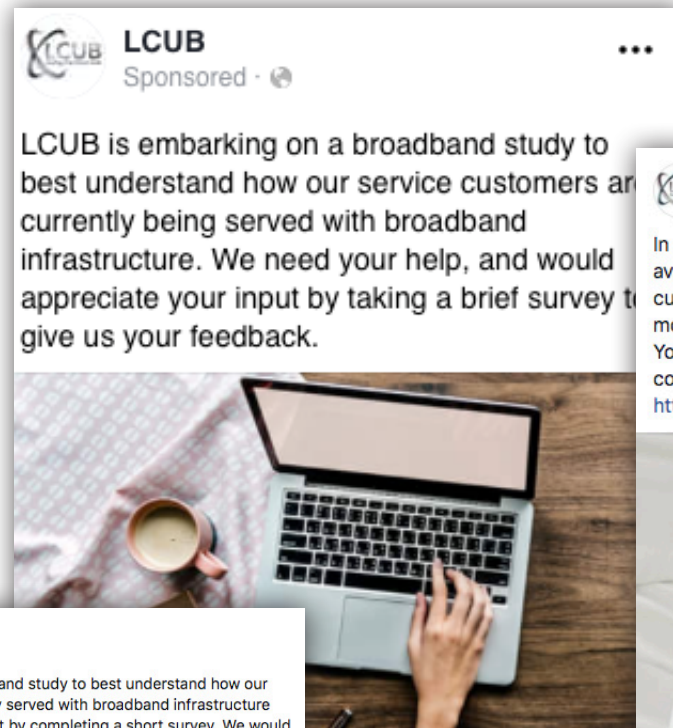 LCUB
LCUB
Sponsored ·
LCUB is embarking on a broadband study to
best understand how our service customers are
currently being served with broadband
infrastructure. We need your help, and would
appreciate your input by taking a brief survey to
give us your feedback.
In
av
cu
mo
Yo
co
htt
and study to best understand how our
served with broadband infrastructure
t by completing a short survey. We would